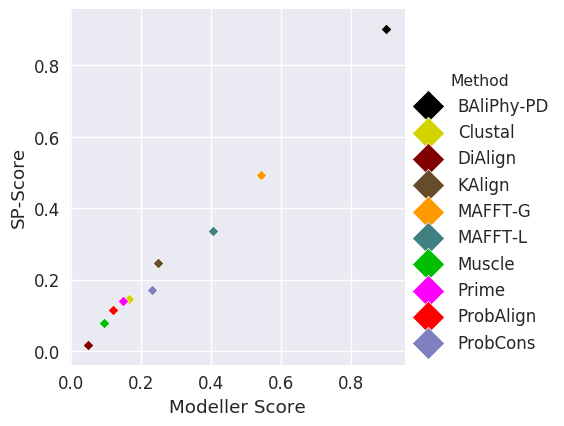 SP-Score
0.8
0.6
0.4
0.2
0.0
0.0 0.2 0.4 0.6 0.8
Modeller Score
Method
BAliPhy-PD
Clustal
DiAlign
KAlign
MAFFT-G
MAFFT-L
Muscle
Prime
ProbAlign
ProbCons